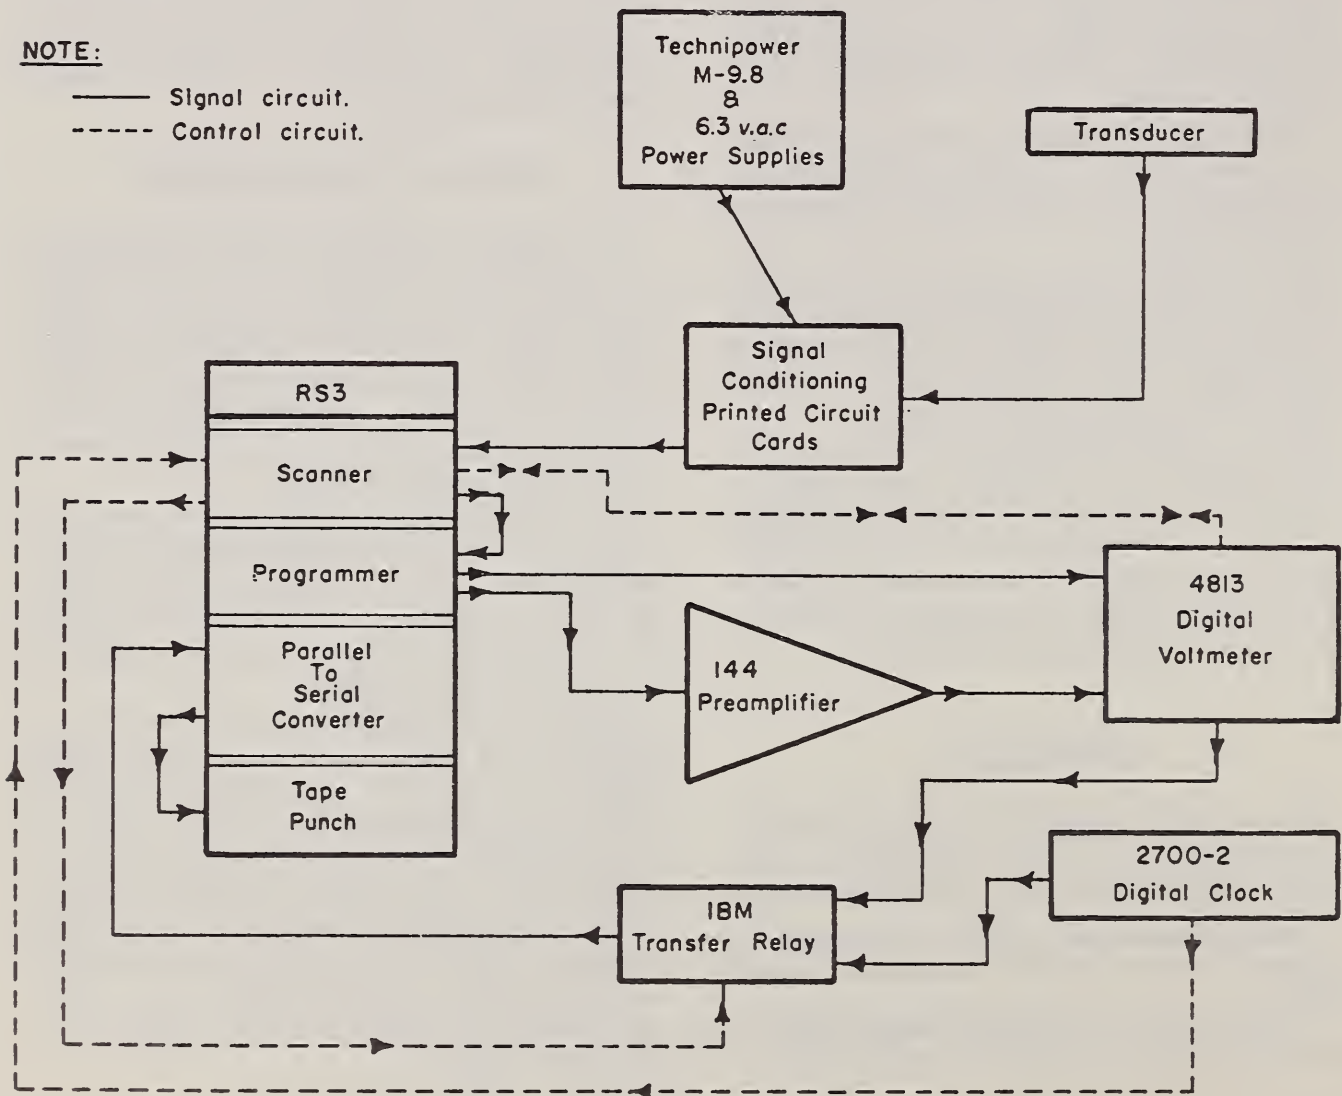 NOTE:
Signal circuit.
Control circuit.
Technipower
M-9.8
&
6.3 v.a.c
Power Supplies
Transducer
Signal
Conditioning
Printed Circuit
Cards
RS3
Scanner
Programmer
Parallel
To
Serial
Converter
Tape
Punch
144
Preamplifier
4813
Digital
Voltmeter
2700-2
Digital Clock
IBM
Transfer Relay